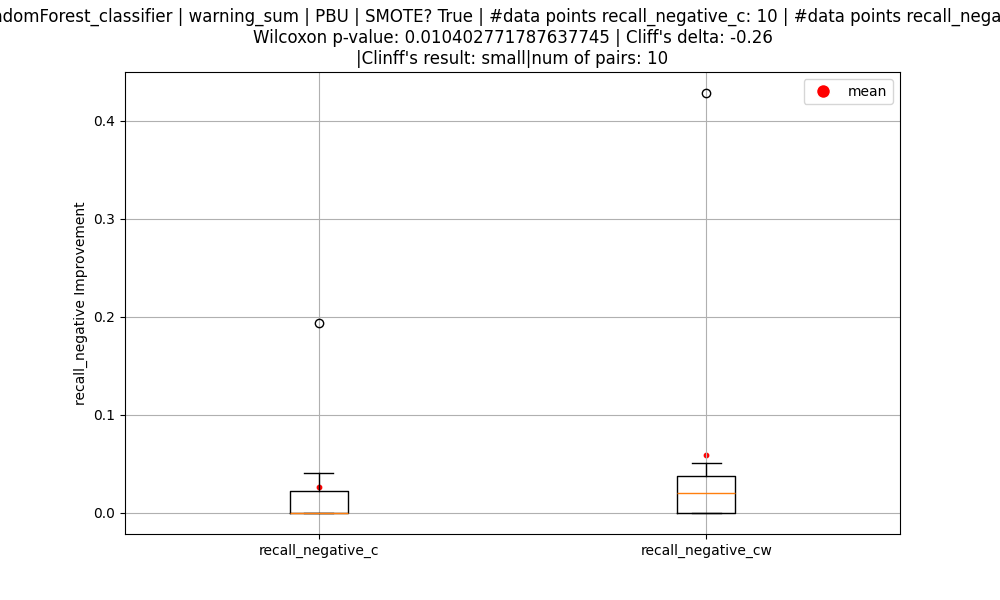 ndomForest_classifier | warning_sum | PBU | SMOTE? True | #data points recall_negative_c: 10 | #data points recall_nega
Wilcoxon p-value: 0.010402771787637745 | Cliff's delta: -0.26
|Clinff's result: small|num of pairs: 10
mean
0.4
0.3
0.2
0.1
0.0
recall_negative Improvement
recall_negative_c
recall_negative_cw